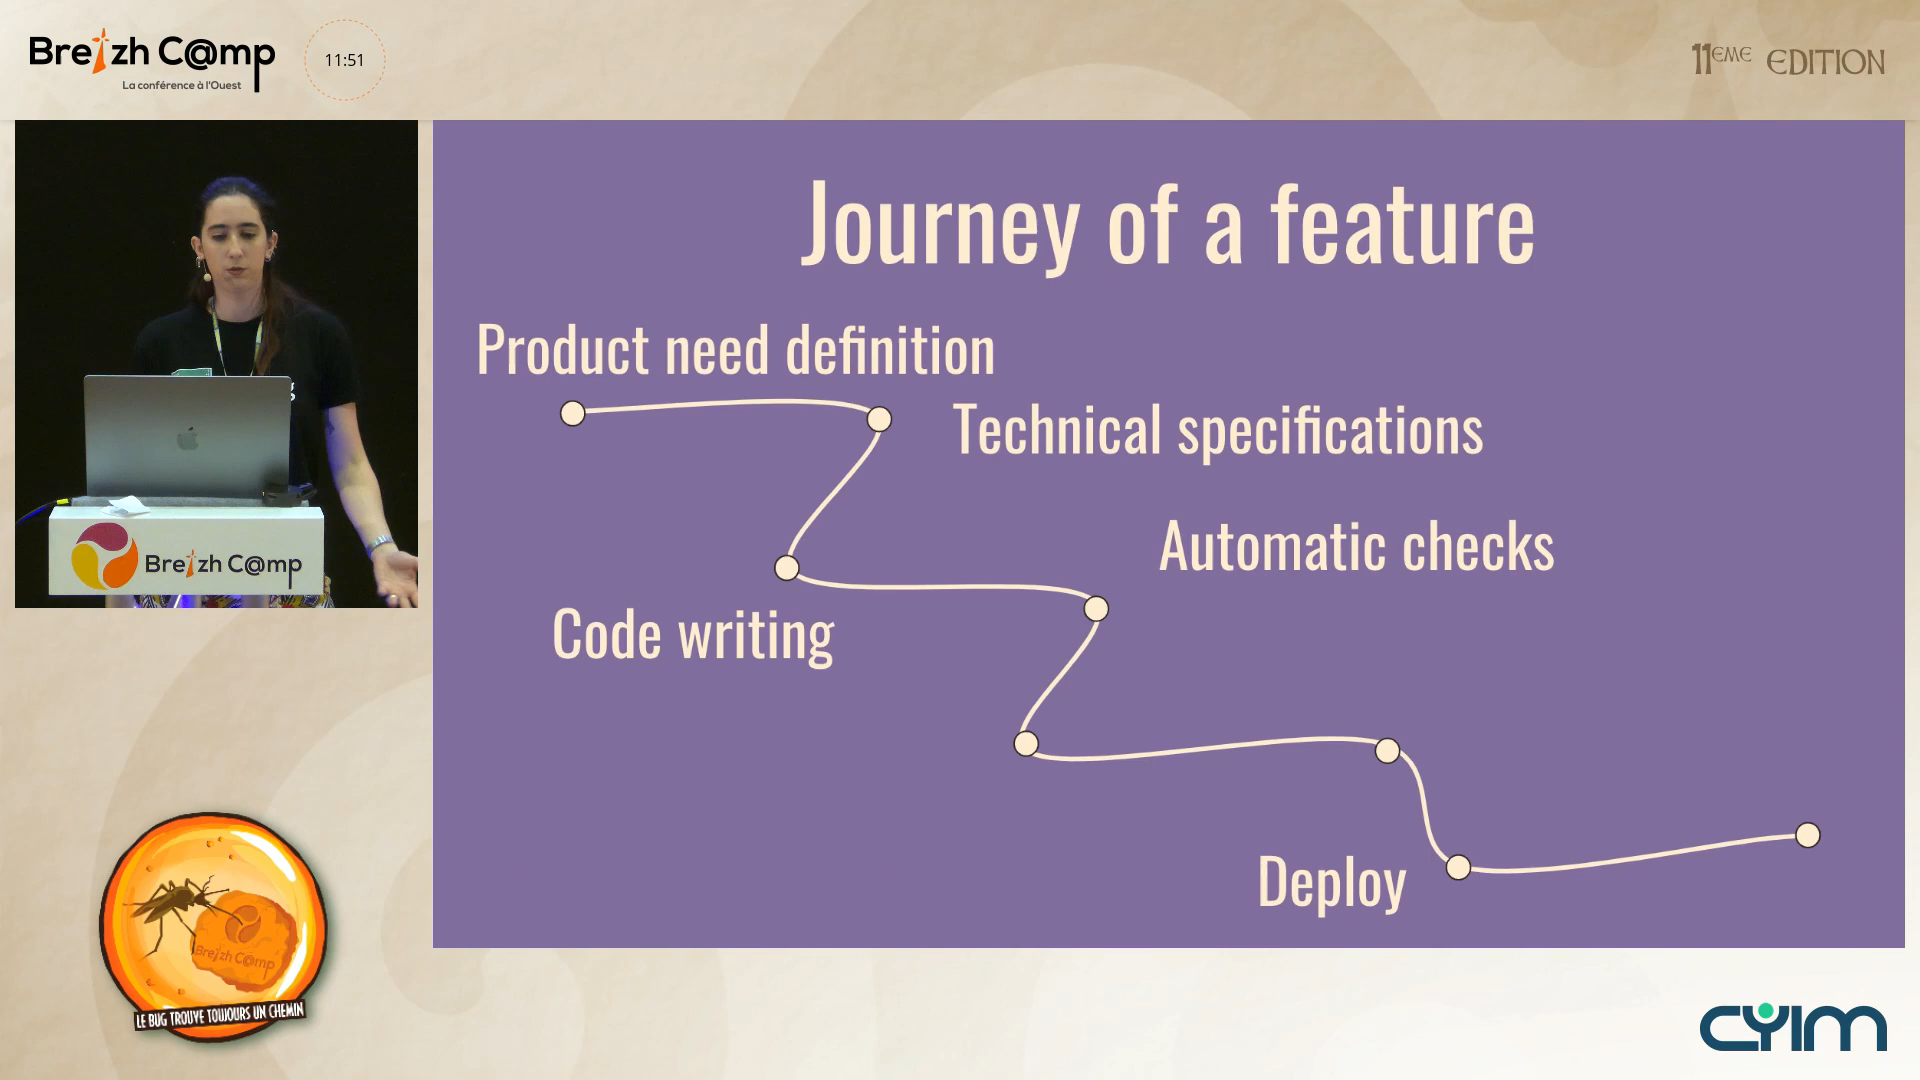 Breizh C@mp
La conférence à l'Ouest
11:51
11EME EDITION
Journey of a feature
Product need definition
Technical specifications
Automatic checks
Code writing
Deploy
Breizh C@mp
Breizh C@mp
LE BUG TROUVE TOUJOURS UN CHEMIN
CYIM